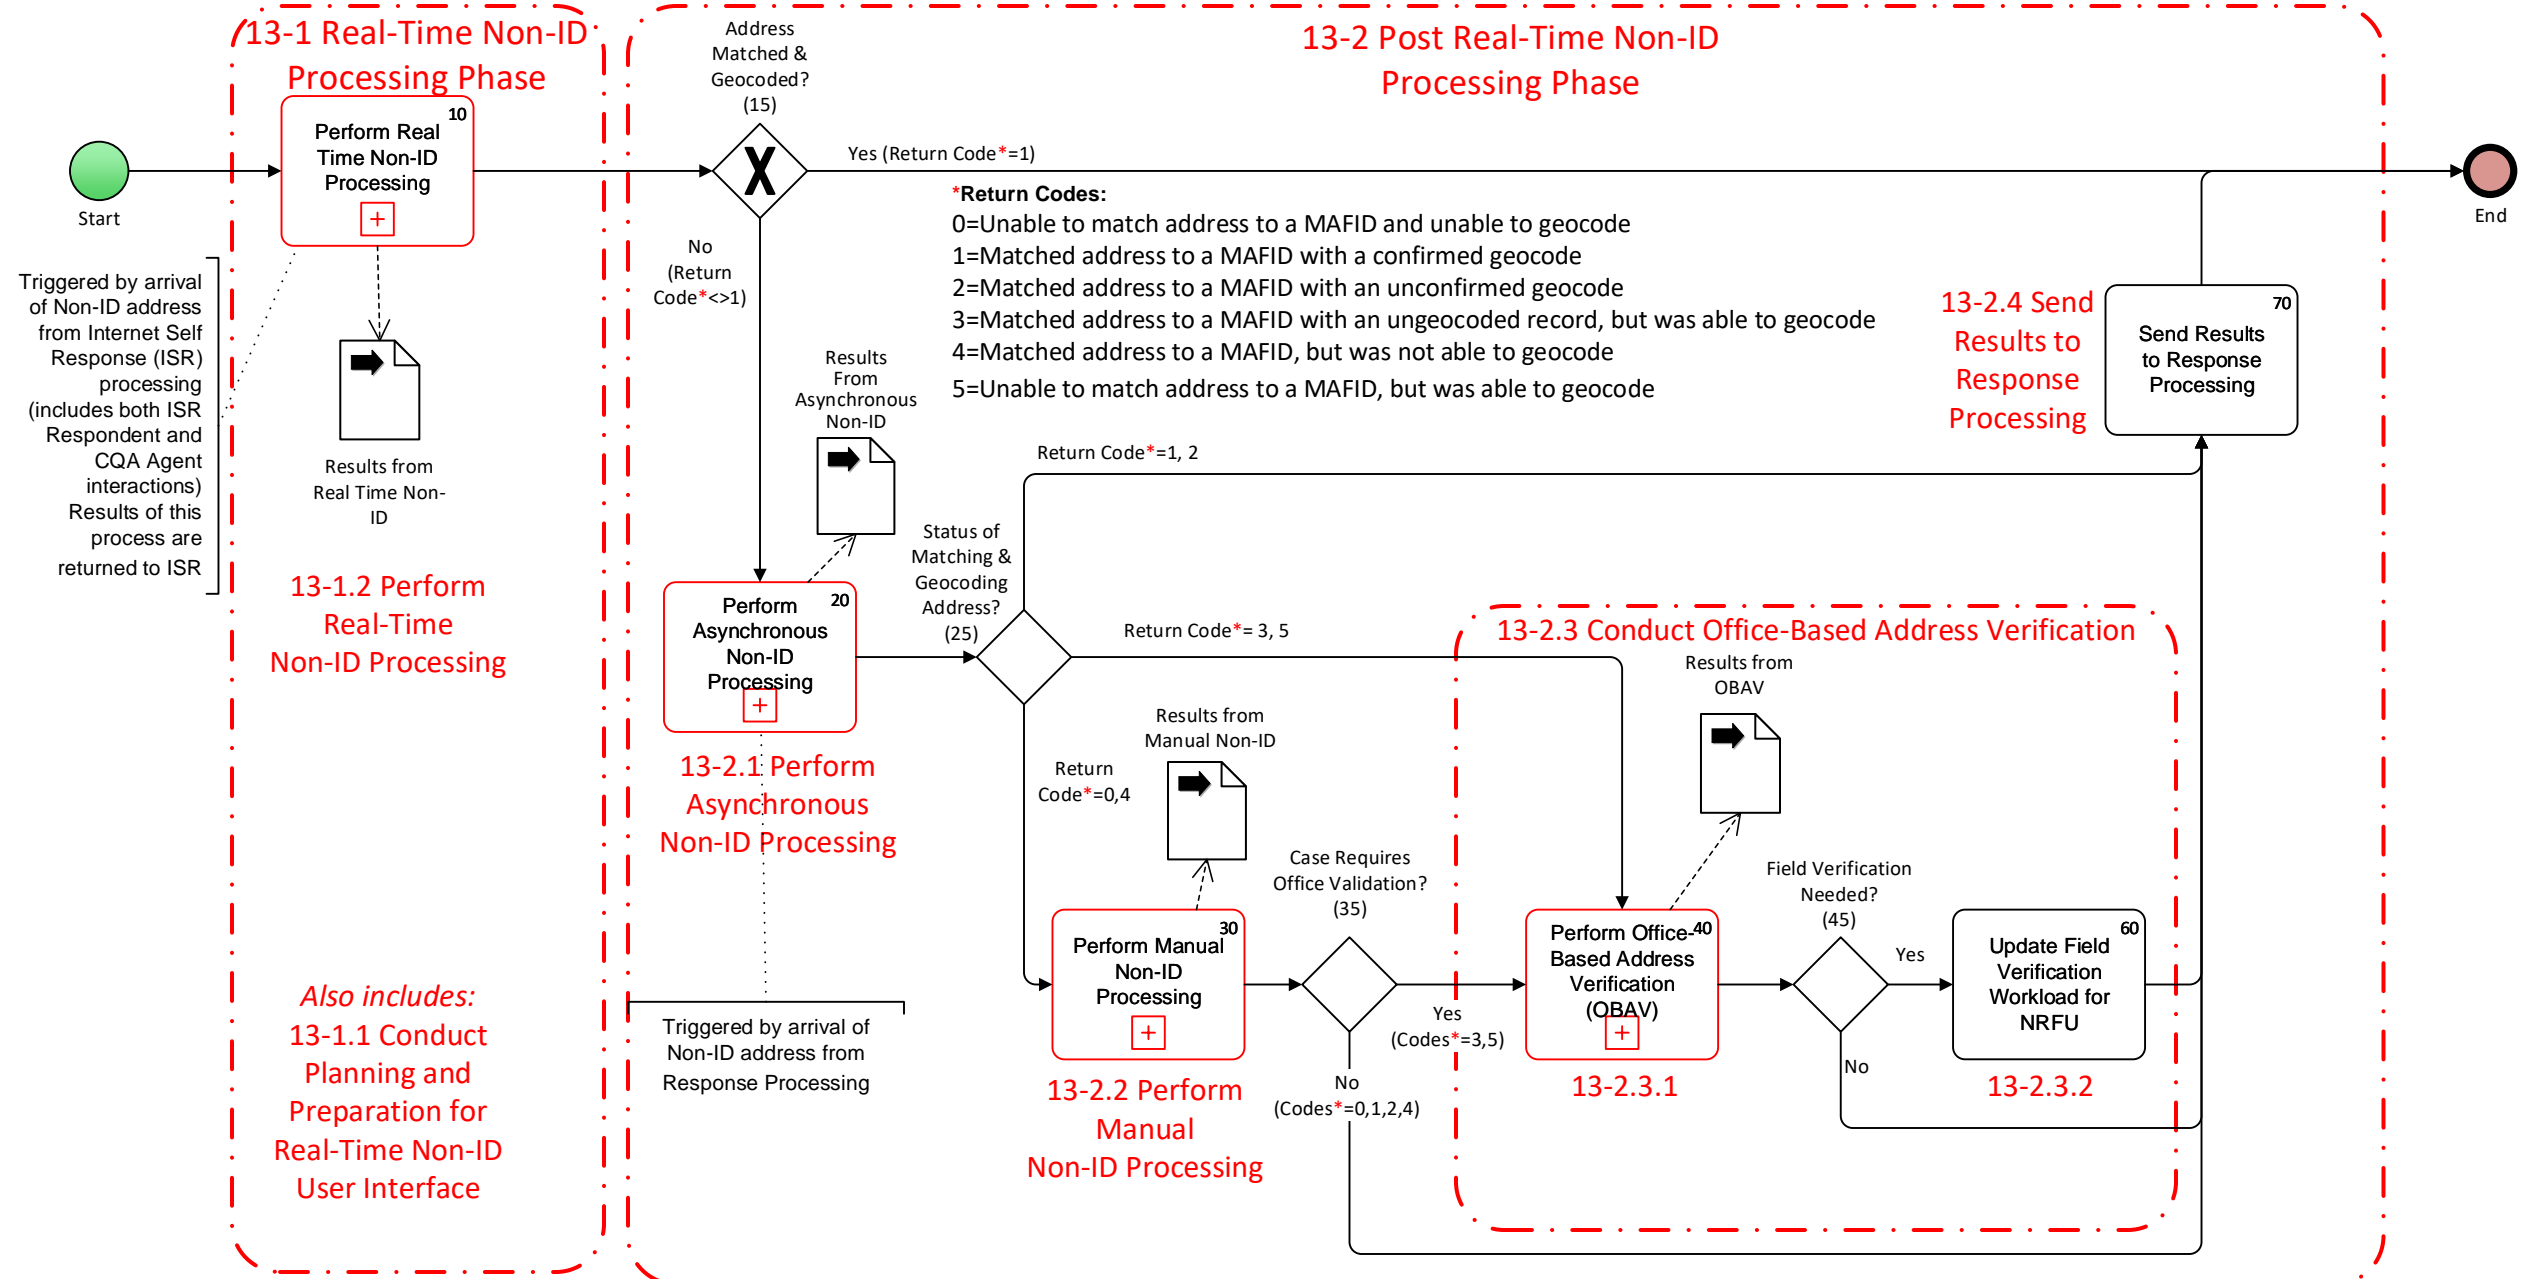 13-1 Real-Time Non-ID
Processing Phase
10
Perform Real
Time Non-ID
Processing
+
Start
Triggered by arrival
of Non-ID address
from Internet Self
Response (ISR)
processing
(includes both ISR
Respondent and
CQA Agent
interactions)
Results of this
process are
returned to ISR
Results from
Real Time Non-
ID
13-1.2 Perform
Real-Time
Non-ID Processing
Also includes:
13-1.1 Conduct
Planning and
Preparation for
Real-Time Non-ID
User Interface
13-2 Post Real-Time Non-ID
Processing Phase
Address
Matched &
Geocoded?
(15)
X
Yes (Return Code*=1)
No
(Return
Code*<>1)
*Return Codes:
0=Unable to match address to a MAFID and unable to geocode
1=Matched address to a MAFID with a confirmed geocode
2=Matched address to a MAFID with an unconfirmed geocode
3=Matched address to a MAFID with an ungeocoded record, but was able to geocode
4=Matched address to a MAFID, but was not able to geocode
5=Unable to match address to a MAFID, but was able to geocode
End
13-2.4 Send
Results to
Response
Processing
70
Send Results
to Response
Processing
Results
From
Asynchronous
Non-ID
Return Code*=1, 2
Status of
Matching &
Geocoding
Address?
(25)
20
Perform
Asynchronous
Non-ID
Processing
+
13-2.1 Perform
Asynchronous
Non-ID Processing
Triggered by arrival of
Non-ID address from
Response Processing
Return Code*= 3, 5
Return
Code*=0,4
Results from
Manual Non-ID
30
Perform Manual
Non-ID
Processing
+
13-2.2 Perform
Manual
Non-ID Processing
Case Requires
Office Validation?
(35)
Yes
(Codes*=3,5)
No
(Codes*=0,1,2,4)
13-2.3 Conduct Office-Based Address Verification
Results from
OBAV
40
Perform Office-
Based Address
Verification
(OBAV)
+
13-2.3.1
Field Verification
Needed?
(45)
Yes
No
60
Update Field
Verification
Workload for
NRFU
13-2.3.2